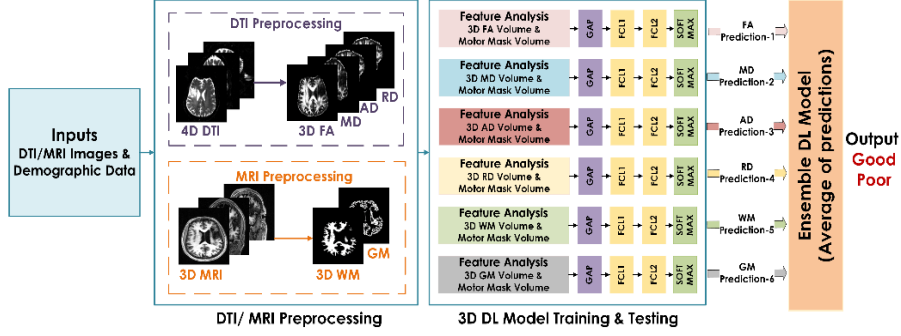 Inputs
DTI/MRI Images &
Demographic Data
DTI Preprocessing
4D DTI
3D FA
MD
AD
RD
MRI Preprocessing
3D MRI
3D WM
GM
DTI/ MRI Preprocessing
Feature Analysis
3D FA Volume &
Motor Mask Volume
GAP
FCL1
FCL2
SOFT
MAX
FA
Prediction-1
Feature Analysis
3D MD Volume &
Motor Mask Volume
GAP
FCL1
FCL2
SOFT
MAX
MD
Prediction-2
Feature Analysis
3D AD Volume &
Motor Mask Volume
GAP
FCL1
FCL2
SOFT
MAX
AD
Prediction-3
Feature Analysis
3D RD Volume &
Motor Mask Volume
GAP
FCL1
FCL2
SOFT
MAX
RD
Prediction-4
Feature Analysis
3D WM Volume &
Motor Mask Volume
GAP
FCL1
FCL2
SOFT
MAX
WM
Prediction-5
Feature Analysis
3D GM Volume &
Motor Mask Volume
GAP
FCL1
FCL2
SOFT
MAX
GM
Prediction-6
3D DL Model Training & Testing
Ensemble DL Model
(Average of predictions)
Output
Good
Poor